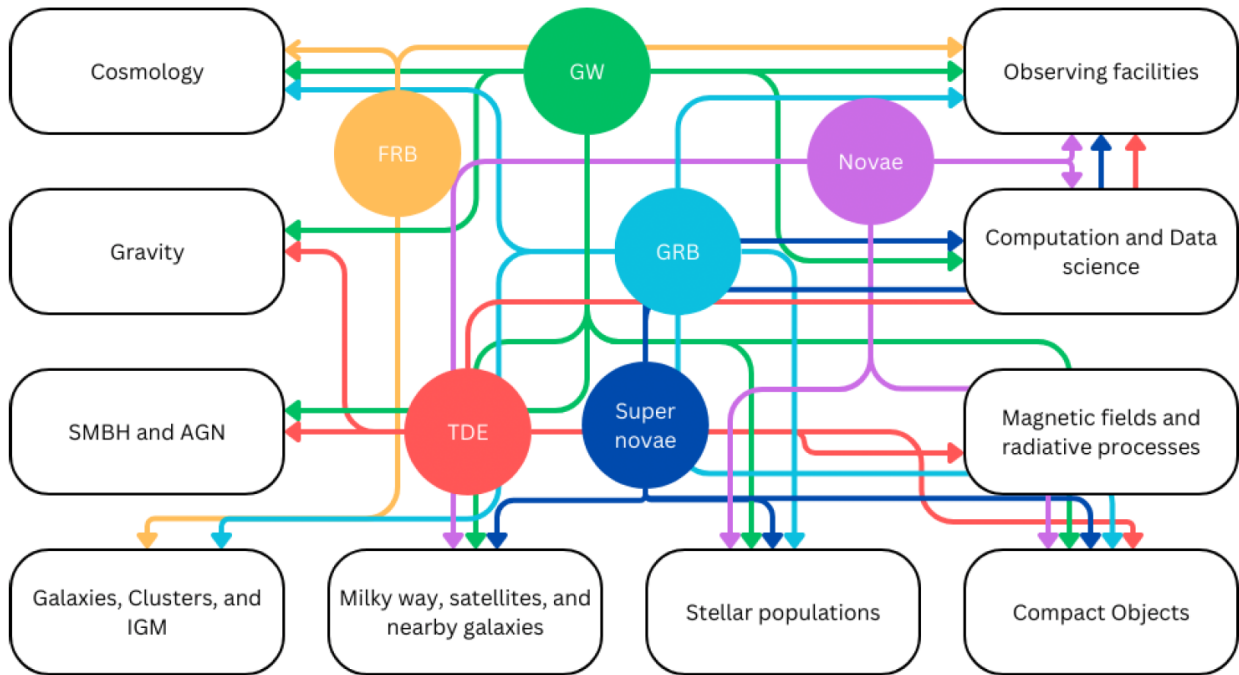 Cosmology
GW
Observing facilities
FRB
Novae
Gravity
GRB
Computation and Data
science
SMBH and AGN
TDE
Super
novae
Magnetic fields and
radiative processes
Galaxies, Clusters, and
IGM
Milky way, satellites, and
nearby galaxies
Stellar populations
Compact Objects